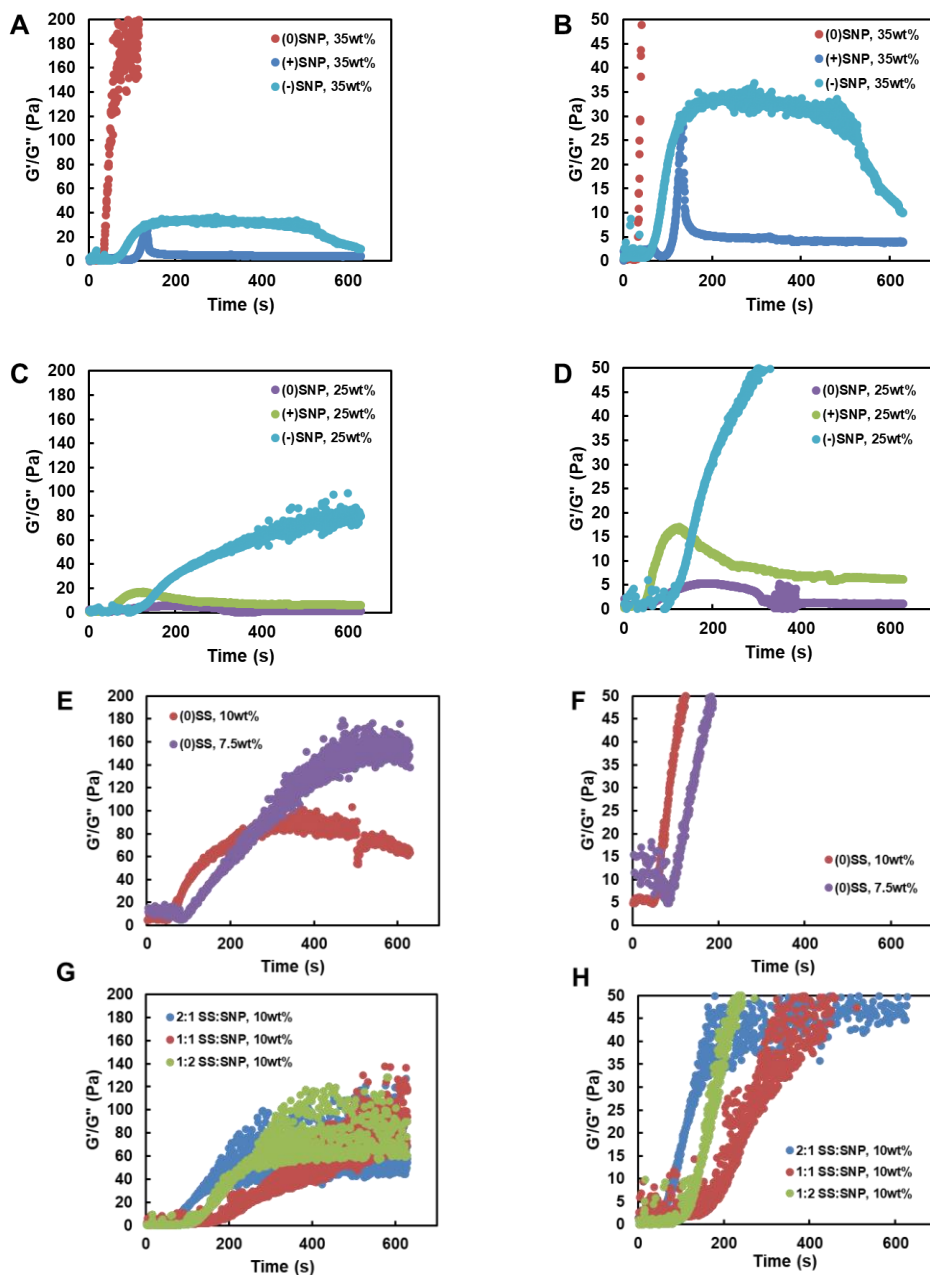 A
200
180
160
140
120
100
80
60
40
20
0
G'/G" (Pa)
(0)SNP, 35wt%
(+)SNP, 35wt%
(-)SNP, 35wt%
0 200 400 600
Time (s)
B
50
45
40
35
30
25
20
15
10
5
0
G'/G" (Pa)
(0)SNP, 35wt%
(+)SNP, 35wt%
(-)SNP, 35wt%
0 200 400 600
Time (s)
C
200
180
160
140
120
100
80
60
40
20
0
G'/G" (Pa)
(0)SNP, 25wt%
(+)SNP, 25wt%
(-)SNP, 25wt%
0 200 400 600
Time (s)
D
50
45
40
35
30
25
20
15
10
5
0
G'/G" (Pa)
(0)SNP, 25wt%
(+)SNP, 25wt%
(-)SNP, 25wt%
0 200 400 600
Time (s)
E
200
180
160
140
120
100
80
60
40
20
0
G'/G" (Pa)
(0)SS, 10wt%
(0)SS, 7.5wt%
0 200 400 600
Time (s)
F
50
45
40
35
30
25
20
15
10
5
0
G'/G" (Pa)
(0)SS, 10wt%
(0)SS, 7.5wt%
0 200 400 600
Time (s)
G
200
180
160
140
120
100
80
60
40
20
0
G'/G" (Pa)
2:1 SS:SNP, 10wt%
1:1 SS:SNP, 10wt%
1:2 SS:SNP, 10wt%
0 200 400 600
Time (s)
H
50
45
40
35
30
25
20
15
10
5
0
G'/G" (Pa)
2:1 SS:SNP, 10wt%
1:1 SS:SNP, 10wt%
1:2 SS:SNP, 10wt%
0 200 400 600
Time (s)